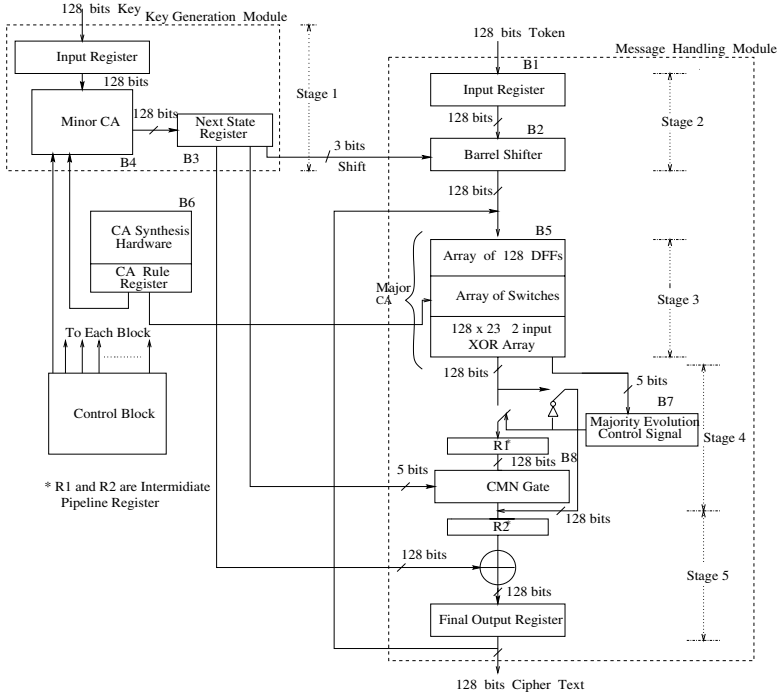 128 bits Key
Key Generation Module
Input Register
128 bits
Minor CA
128 bits
Next State
Register
B4
B3
Stage 1
3 bits
Shift
128 bits Token
Message Handling Module
B1
Input Register
128 bits
B2
Barrel Shifter
128 bits
Stage 2
B6
CA Synthesis
Hardware
CA Rule
Register
B5
Array of 128 DFFs
Major
CA
Array of Switches
128 x 23 2 input
XOR Array
Stage 3
To Each Block
Control Block
128 bits
5 bits
B7
Majority Evolution
Control Signal
Stage 4
R1*
128 bits
B8
5 bits
CMN Gate
* R1 and R2 are Intermidiate
Pipeline Register
128 bits
R2*
128 bits
128 bits
Stage 5
Final Output Register
128 bits Cipher Text